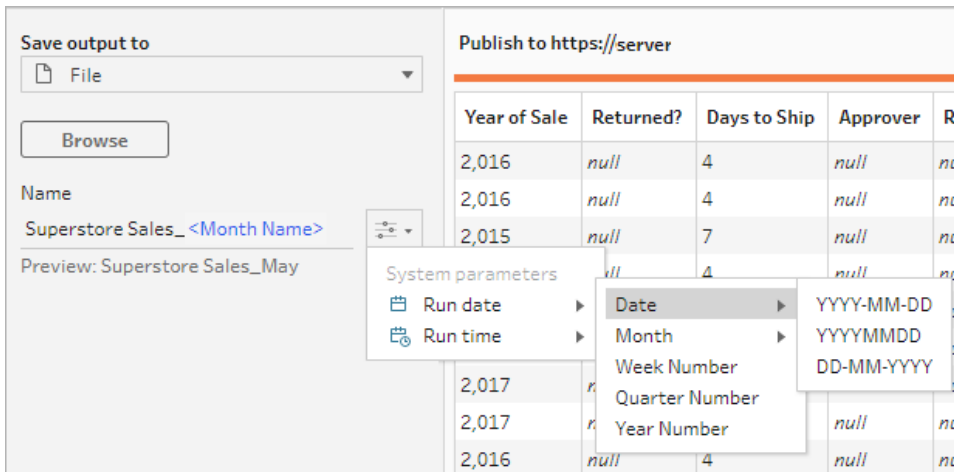 Save output to
File
Browse
Name
Superstore Sales_ <Month Name>
Preview: Superstore Sales_May
System parameters
Run date
Run time
Date
Month
Week Number
Quarter Number
Year Number
YYYY-MM-DD
YYYYMMDD
DD-MM-YYYY
Publish to https://server
Year of Sale Returned? Days to Ship Approver
2,016 null 4 null
2,016 null 4 null
2,015 null 7 null
4 null
2,017
2,017 null
2,016 null 4 null